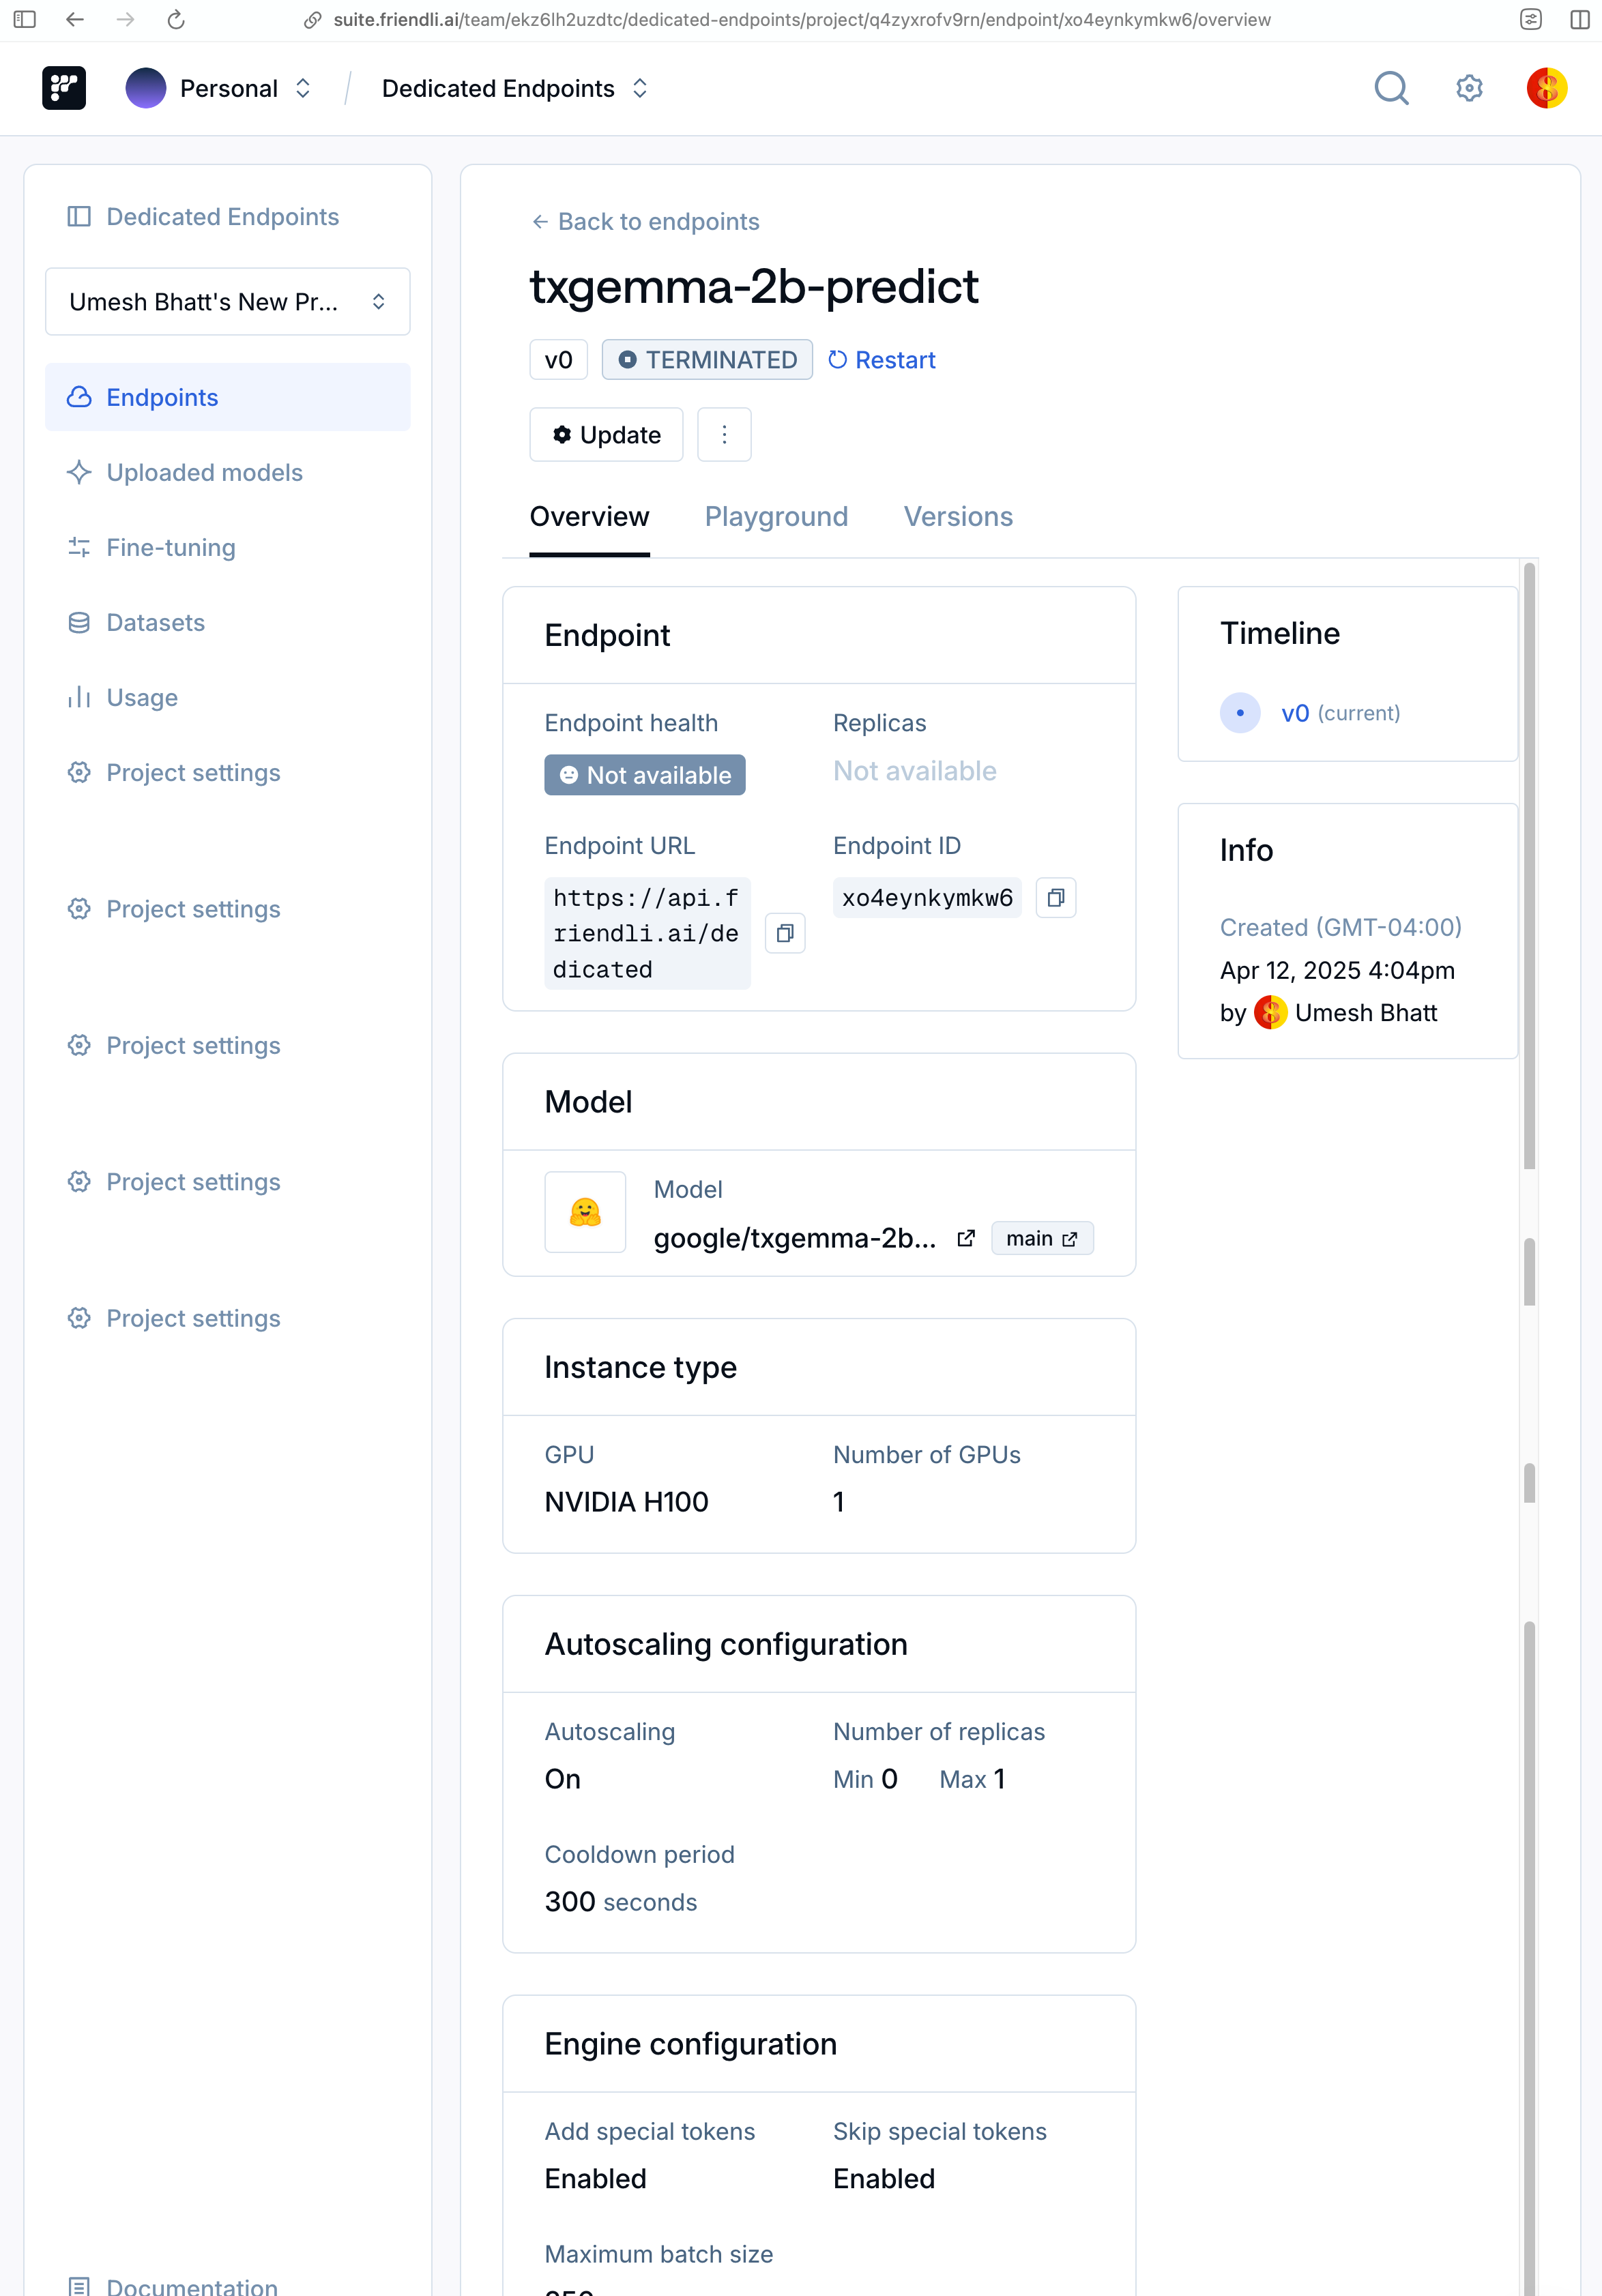 suite.friendli.ai/team/ekz6lh2uzdtc/dedicated-endpoints/project/q4zyxrofv9rn/endpoint/xo4eynkymkw6/overview
Personal
Dedicated Endpoints
Dedicated Endpoints
Umesh Bhatt's New Pr...
Endpoints
Uploaded models
Fine-tuning
Datasets
Usage
Project settings
Project settings
Project settings
Project settings
Project settings
Documentation
Back to endpoints
txgemma-2b-predict
v0 TERMINATED Restart
Update
Overview Playground Versions
Endpoint
Endpoint health Replicas
Not available Not available
Endpoint URL Endpoint ID
https://api.f
riendli.ai/de
dicated
xo4eynkymkw6
Model
Model
google/txgemma-2b... main
Instance type
GPU Number of GPUs
NVIDIA H100 1
Autoscaling configuration
Autoscaling Number of replicas
On Min 0 Max 1
Cooldown period
300 seconds
Engine configuration
Add special tokens Skip special tokens
Enabled Enabled
Maximum batch size
Timeline
v0 (current)
Info
Created (GMT-04:00)
Apr 12, 2025 4:04pm
by Umesh Bhatt